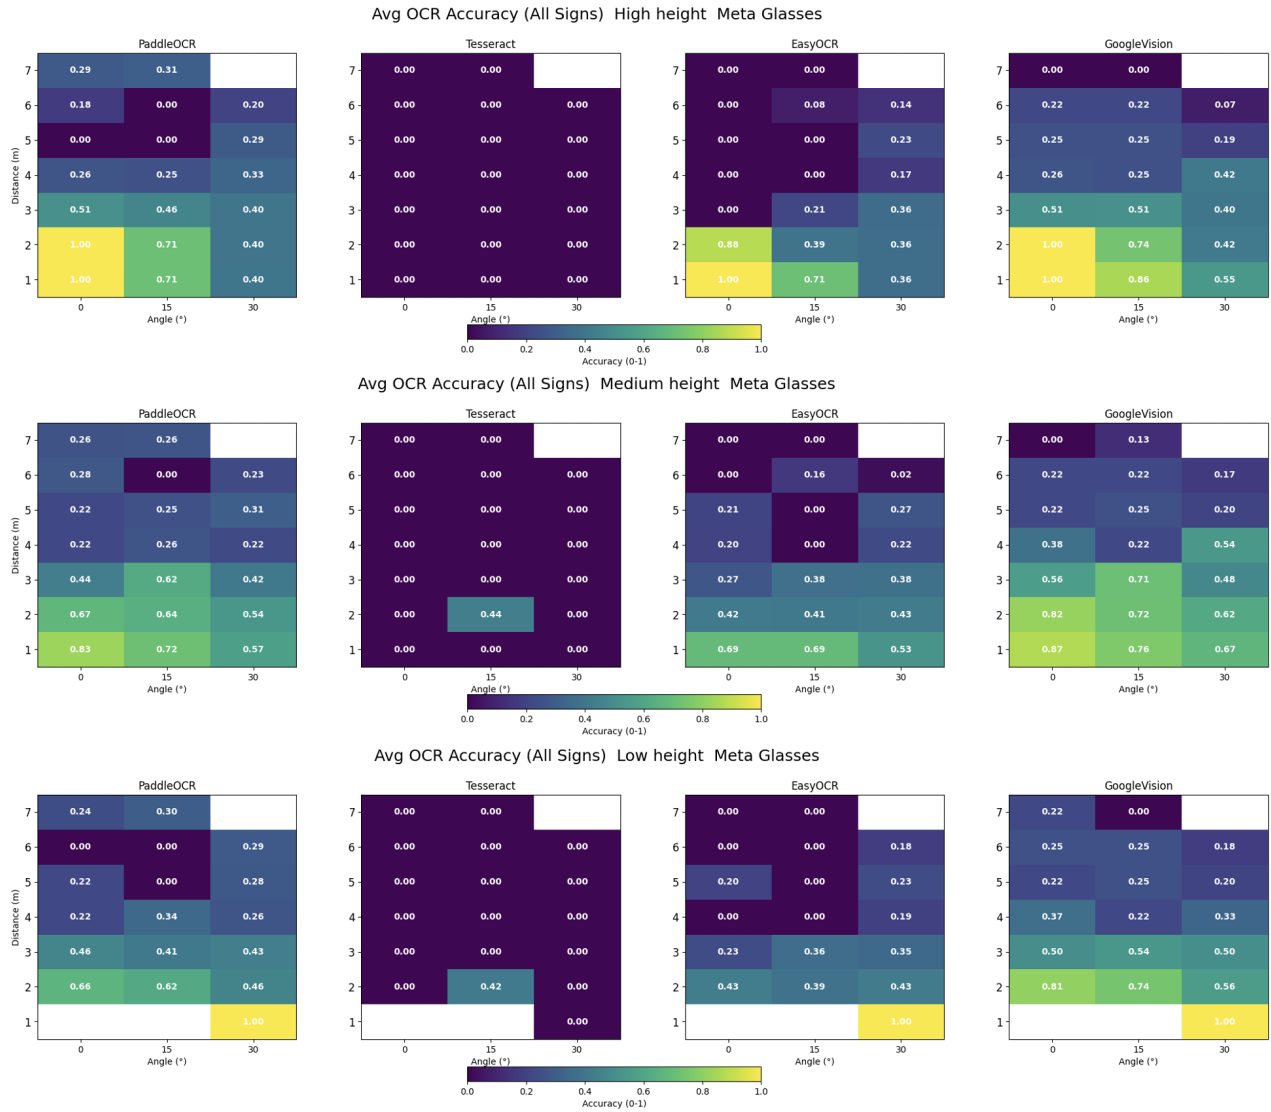 Avg OCR Accuracy (All Signs)  High height  Meta Glasses
PaddleOCR Tesseract EasyOCR GoogleVision
7 0.29 0.31 7 0.00 0.00 7 0.00 0.00 7 0.00 0.00
6 0.18 0.00 0.20 6 0.00 0.00 0.00 6 0.00 0.08 0.14 6 0.22 0.22 0.07
5 0.00 0.00 0.29 5 0.00 0.00 0.00 5 0.00 0.00 0.23 5 0.25 0.25 0.19
4 0.26 0.25 0.33 4 0.00 0.00 0.00 4 0.00 0.00 0.17 4 0.26 0.25 0.42
Distance (m)
3 0.51 0.46 0.40 3 0.00 0.00 0.00 3 0.00 0.21 0.36 3 0.51 0.51 0.40
2 1.00 0.71 0.40 2 0.00 0.00 0.00 2 0.88 0.39 0.36 2 1.00 0.74 0.42
1 1.00 0.71 0.40 1 0.00 0.00 0.00 1 1.00 0.71 0.36 1 1.00 0.86 0.55
0 15 30 0 15 30 0 15 30 0 15 30
Angle (°) Angle (°) Angle (°) Angle (°)
0.0 0.2 0.4 0.6 0.8 1.0
Accuracy (0-1)
Avg OCR Accuracy (All Signs)  Medium height  Meta Glasses
PaddleOCR Tesseract EasyOCR GoogleVision
7 0.26 0.26 7 0.00 0.00 7 0.00 0.00 7 0.00 0.13
6 0.28 0.00 0.23 6 0.00 0.00 0.00 6 0.00 0.16 0.02 6 0.22 0.22 0.17
5 0.22 0.25 0.31 5 0.00 0.00 0.00 5 0.21 0.00 0.27 5 0.22 0.25 0.20
4 0.22 0.26 0.22 4 0.00 0.00 0.00 4 0.20 0.00 0.22 4 0.38 0.22 0.54
Distance (m)
3 0.44 0.62 0.42 3 0.00 0.00 0.00 3 0.27 0.38 0.38 3 0.56 0.71 0.48
2 0.67 0.64 0.54 2 0.00 0.44 0.00 2 0.42 0.41 0.43 2 0.82 0.72 0.62
1 0.83 0.72 0.57 1 0.00 0.00 0.00 1 0.69 0.69 0.53 1 0.87 0.76 0.67
0 15 30 0 15 30 0 15 30 0 15 30
Angle (°) Angle (°) Angle (°) Angle (°)
0.0 0.2 0.4 0.6 0.8 1.0
Accuracy (0-1)
Avg OCR Accuracy (All Signs)  Low height  Meta Glasses
PaddleOCR Tesseract EasyOCR GoogleVision
7 0.24 0.30 7 0.00 0.00 7 0.00 0.00 7 0.22 0.00
6 0.00 0.00 0.29 6 0.00 0.00 0.00 6 0.00 0.00 0.18 6 0.25 0.25 0.18
5 0.22 0.00 0.28 5 0.00 0.00 0.00 5 0.20 0.00 0.23 5 0.22 0.25 0.20
4 0.22 0.34 0.26 4 0.00 0.00 0.00 4 0.00 0.00 0.19 4 0.37 0.22 0.33
Distance (m)
3 0.46 0.41 0.43 3 0.00 0.00 0.00 3 0.23 0.36 0.35 3 0.50 0.54 0.50
2 0.66 0.62 0.46 2 0.00 0.42 0.00 2 0.43 0.39 0.43 2 0.81 0.74 0.56
1 1.00 1 0.00 1 1.00 1 1.00
0 15 30 0 15 30 0 15 30 0 15 30
Angle (°) Angle (°) Angle (°) Angle (°)
0.0 0.2 0.4 0.6 0.8 1.0
Accuracy (0-1)